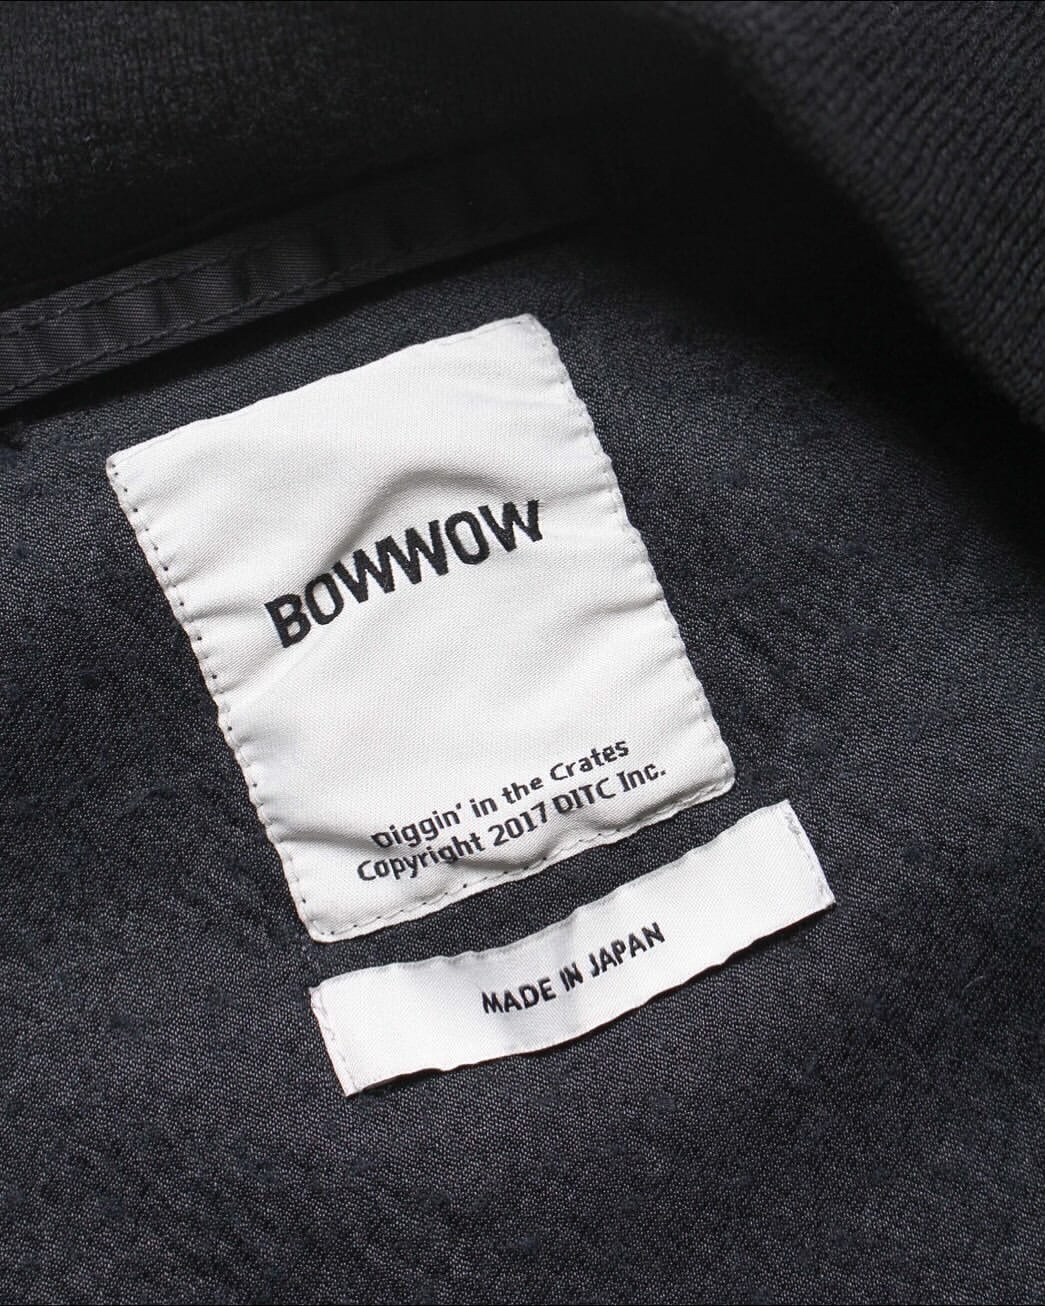 BOWWOW
Diggin' in the Crates
Copyright 2017 DITC Inc.
MADE IN JAPAN